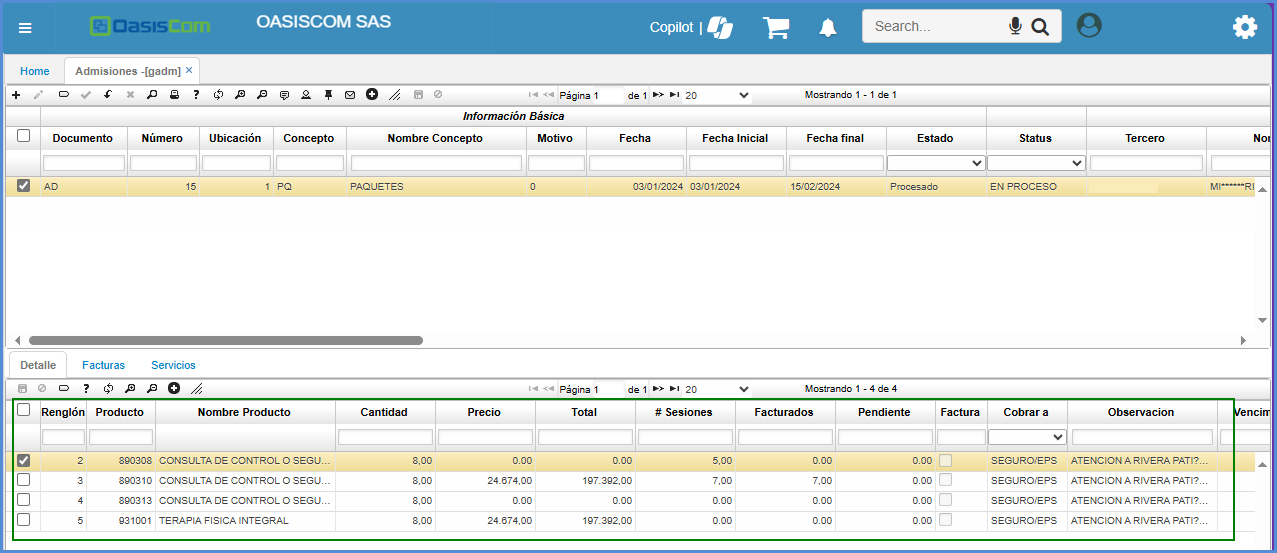 OasisCom OASISCOM SAS Copilot | Search...
Home Admisiones -[gadm] ×
Página 1 de 1 20 Mostrando 1 - 1 de 1
Información Básica
Documento Número Ubicación Concepto Nombre Concepto Motivo Fecha Fecha Inicial Fecha final Estado Status Tercero Nor
AD 15 1 PQ PAQUETES 0 03/01/2024 03/01/2024 15/02/2024 Procesado EN PROCESO MI******RI
Detalle Facturas Servicios
Página 1 de 1 20 Mostrando 1 - 4 de 4
Renglón Producto Nombre Producto Cantidad Precio Total # Sesiones Facturados Pendiente Factura Cobrar a Observacion Vencim
2 890308 CONSULTA DE CONTROL O SEGU... 8,00 0.00 0.00 5,00 0.00 0.00 SEGURO/EPS ATENCION A RIVERA PATI?...
3 890310 CONSULTA DE CONTROL O SEGU... 8,00 24.674,00 197.392,00 7,00 7,00 0.00 SEGURO/EPS ATENCION A RIVERA PATI?...
4 890313 CONSULTA DE CONTROL O SEGU... 8,00 0.00 0.00 0.00 0.00 0.00 SEGURO/EPS ATENCION A RIVERA PATI?...
5 931001 TERAPIA FISICA INTEGRAL 8,00 24.674,00 197.392,00 0.00 0.00 0.00 SEGURO/EPS ATENCION A RIVERA PATI?...